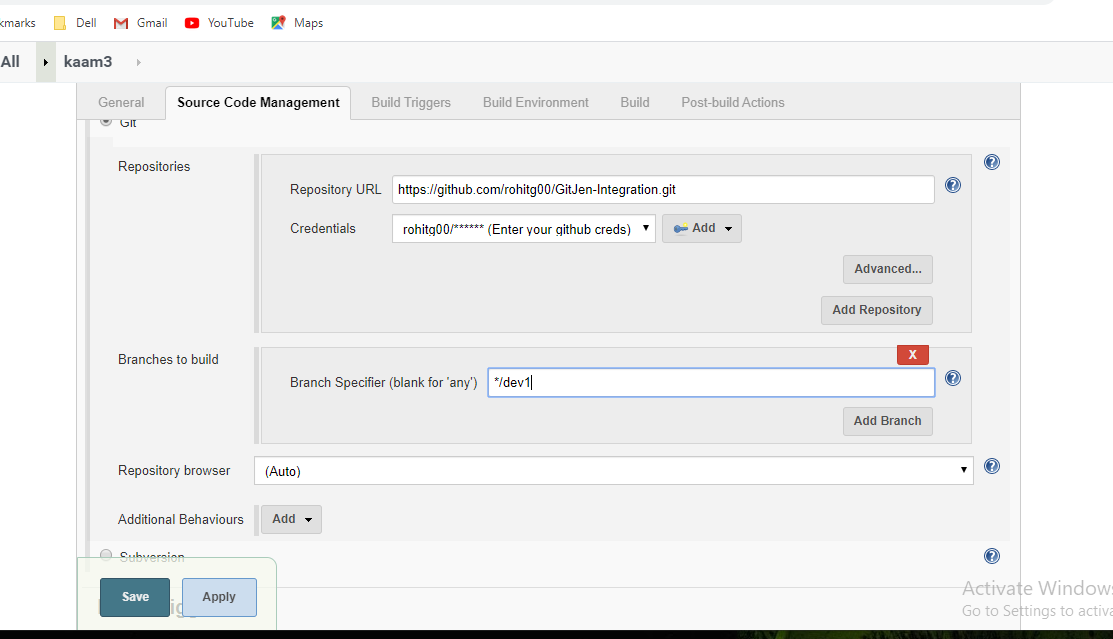 kmarks Dell Gmail YouTube Maps
All kaam3
General Source Code Management Build Triggers Build Environment Build Post-build Actions
Git
Repositories
Repository URL https://github.com/rohitg00/GitJen-Integration.git
Credentials rohitg00/****** (Enter your github creds) Add
Advanced...
Add Repository
Branches to build
X
Branch Specifier (blank for 'any') */dev1
Add Branch
Repository browser (Auto)
Additional Behaviours Add
Subversion
Save Apply
Activate Windows
Go to Settings to activa